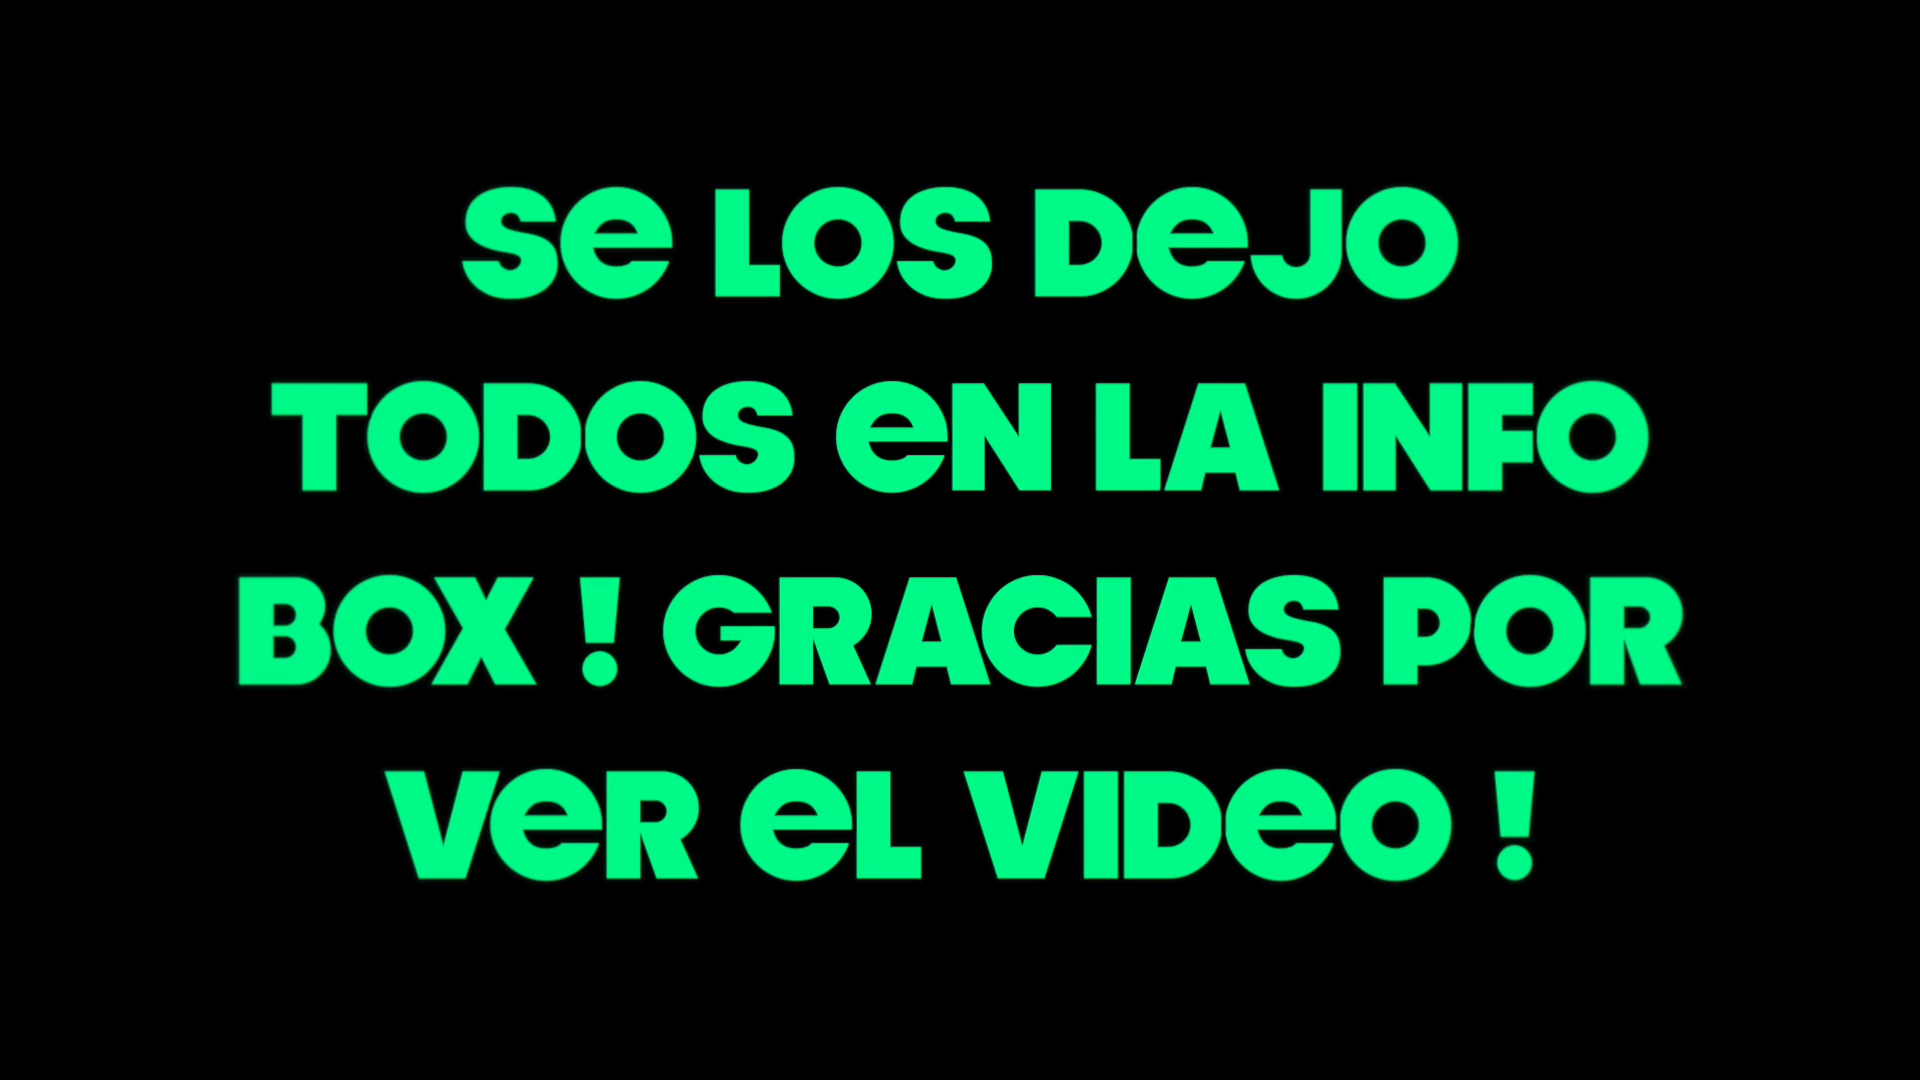 Se LOS DeJO
TODOS eN LA INFO
BOX ! GRACIAS POR
VeR eL VIDeO !